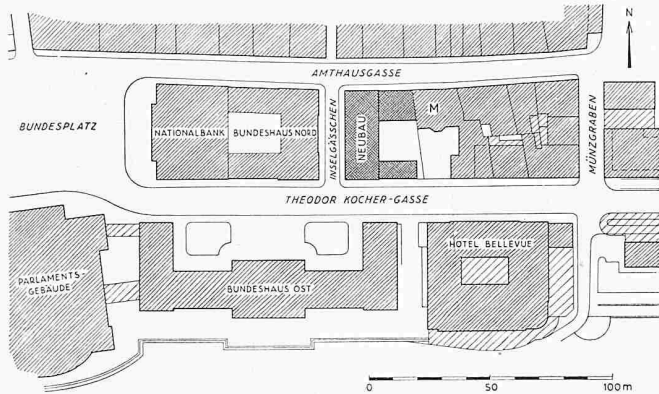 N
AMTHAUSGASSE
BUNDESPLATZ
NATIONALBANK
BUNDESHAUS NORD
INSELGÄSSCHEN
NEUBAU
M
MÜNZGRABEN
THEODOR KOCHER-GASSE
PARLAMENTS-
GEBÄUDE
BUNDESHAUS OST
HOTEL BELLEVUE
0 50 100m